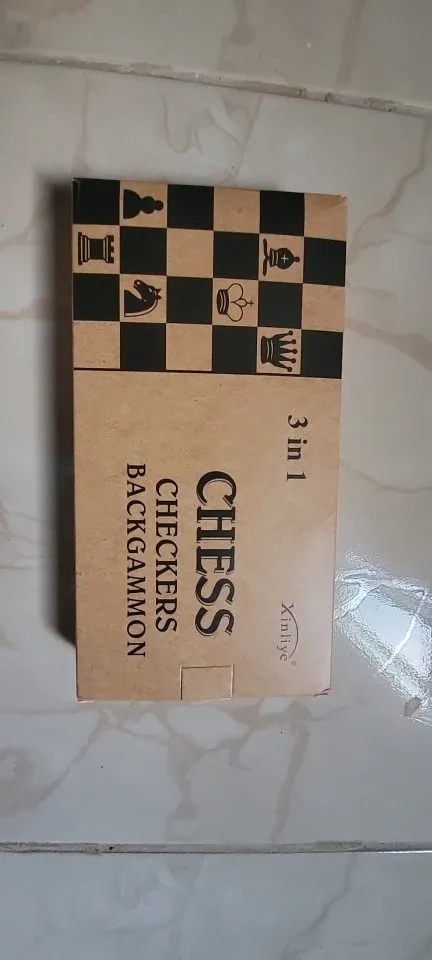 Xinliye®
3 in 1
CHESS
CHECKERS
BACKGAMMON